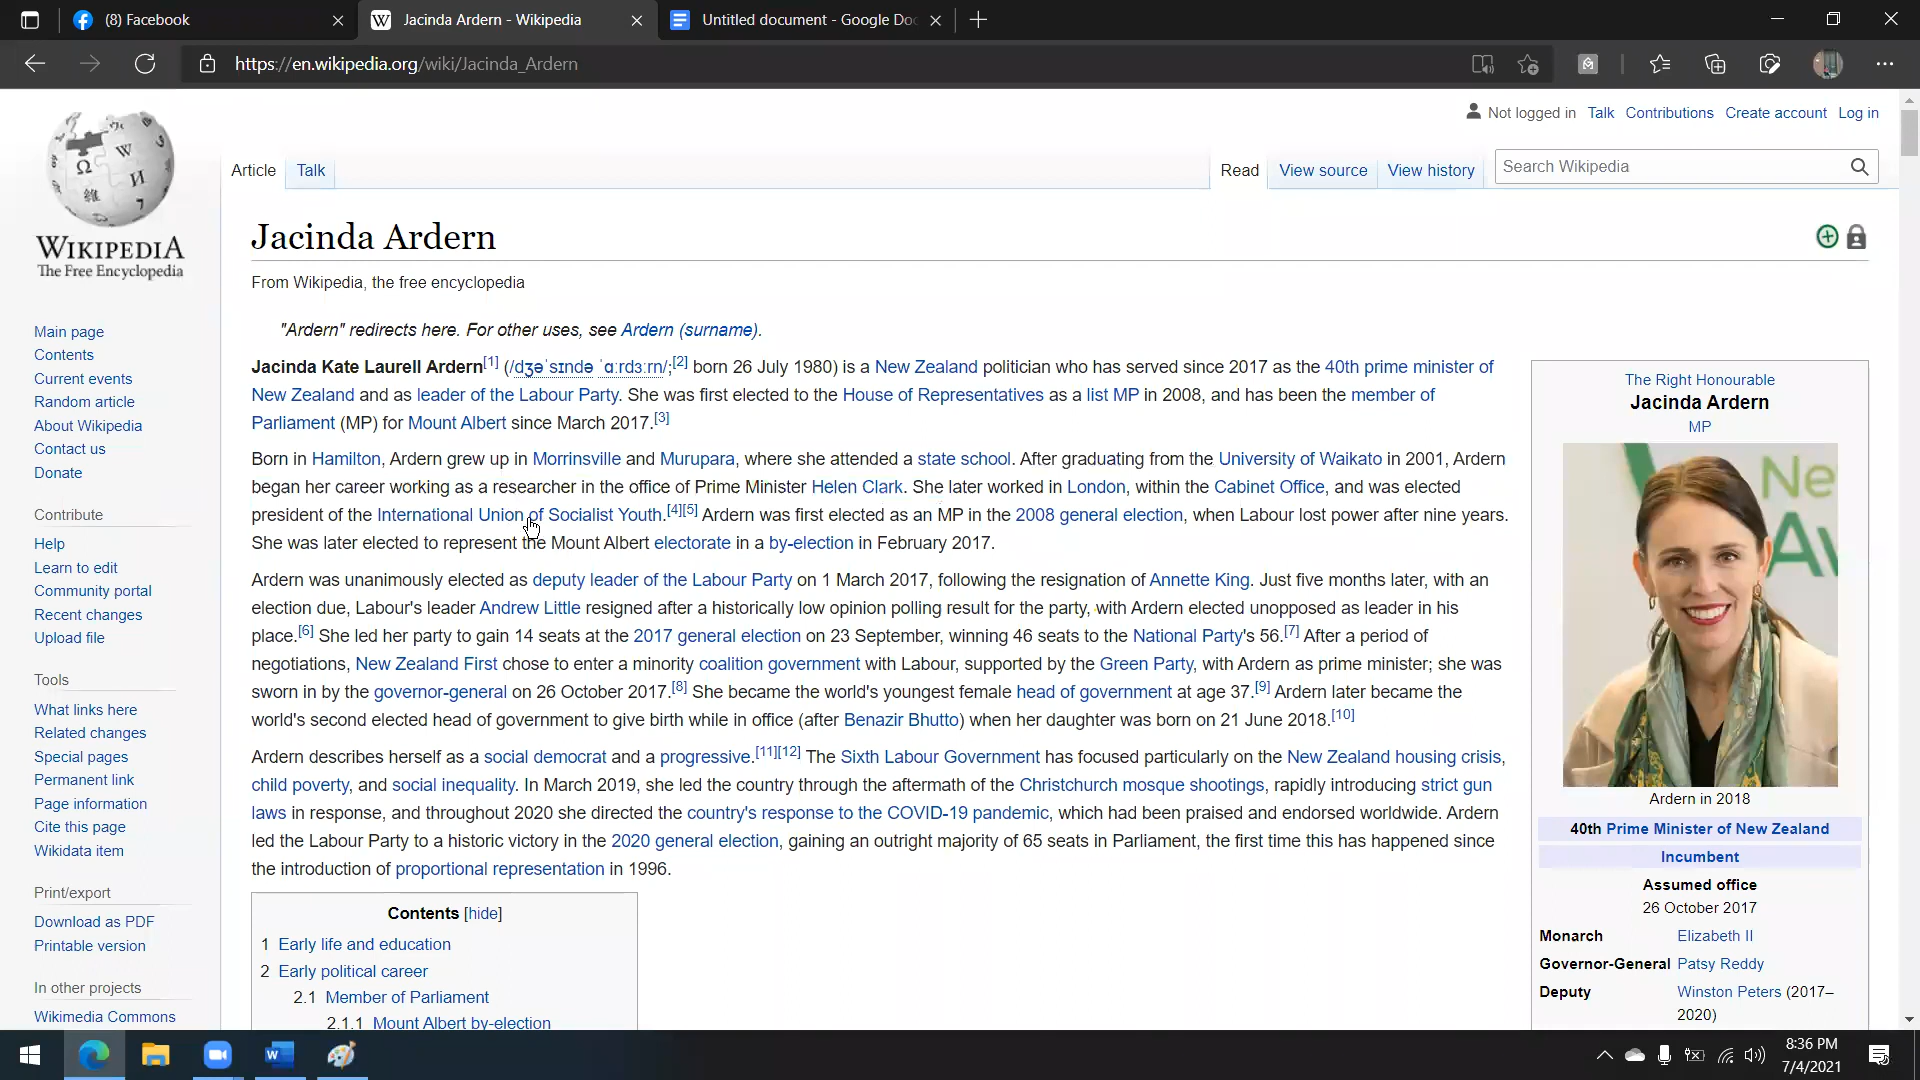 (8) Facebook
Jacinda Ardern - Wikipedia
Untitled document - Google Doc
https://en.wikipedia.org/wiki/Jacinda_Ardern
Not logged in Talk Contributions Create account Log in
Article Talk Read View source View history Search Wikipedia
WIKIPEDIA
The Free Encyclopedia
Main page
Contents
Current events
Random article
About Wikipedia
Contact us
Donate
Contribute
Help
Learn to edit
Community portal
Recent changes
Upload file
Tools
What links here
Related changes
Special pages
Permanent link
Page information
Cite this page
Wikidata item
Print/export
Download as PDF
Printable version
In other projects
Wikimedia Commons
Jacinda Ardern
From Wikipedia, the free encyclopedia
"Ardern" redirects here. For other uses, see Ardern (surname).
Jacinda Kate Laurell Ardern[1] (/dʒəˈsɪndə ˈɑːrdɜːrn/;[2] born 26 July 1980) is a New Zealand politician who has served since 2017 as the 40th prime minister of
New Zealand and as leader of the Labour Party. She was first elected to the House of Representatives as a list MP in 2008, and has been the member of
Parliament (MP) for Mount Albert since March 2017.[3]
Born in Hamilton, Ardern grew up in Morrinsville and Murupara, where she attended a state school. After graduating from the University of Waikato in 2001, Ardern
began her career working as a researcher in the office of Prime Minister Helen Clark. She later worked in London, within the Cabinet Office, and was elected
president of the International Union of Socialist Youth.[4][5] Ardern was first elected as an MP in the 2008 general election, when Labour lost power after nine years.
She was later elected to represent the Mount Albert electorate in a by-election in February 2017.
Ardern was unanimously elected as deputy leader of the Labour Party on 1 March 2017, following the resignation of Annette King. Just five months later, with an
election due, Labour's leader Andrew Little resigned after a historically low opinion polling result for the party, with Ardern elected unopposed as leader in his
place.[6] She led her party to gain 14 seats at the 2017 general election on 23 September, winning 46 seats to the National Party's 56.[7] After a period of
negotiations, New Zealand First chose to enter a minority coalition government with Labour, supported by the Green Party, with Ardern as prime minister; she was
sworn in by the governor-general on 26 October 2017.[8] She became the world's youngest female head of government at age 37.[9] Ardern later became the
world's second elected head of government to give birth while in office (after Benazir Bhutto) when her daughter was born on 21 June 2018.[10]
Ardern describes herself as a social democrat and a progressive.[11][12] The Sixth Labour Government has focused particularly on the New Zealand housing crisis,
child poverty, and social inequality. In March 2019, she led the country through the aftermath of the Christchurch mosque shootings, rapidly introducing strict gun
laws in response, and throughout 2020 she directed the country's response to the COVID-19 pandemic, which had been praised and endorsed worldwide. Ardern
led the Labour Party to a historic victory in the 2020 general election, gaining an outright majority of 65 seats in Parliament, the first time this has happened since
the introduction of proportional representation in 1996.
Contents [hide]
1 Early life and education
2 Early political career
2.1 Member of Parliament
2.1.1 Mount Albert by-election
The Right Honourable
Jacinda Ardern
MP
Ne
Av
Ardern in 2018
40th Prime Minister of New Zealand
Incumbent
Assumed office
26 October 2017
Monarch Elizabeth II
Governor-General Patsy Reddy
Deputy Winston Peters (2017–
2020)
8:36 PM
7/4/2021